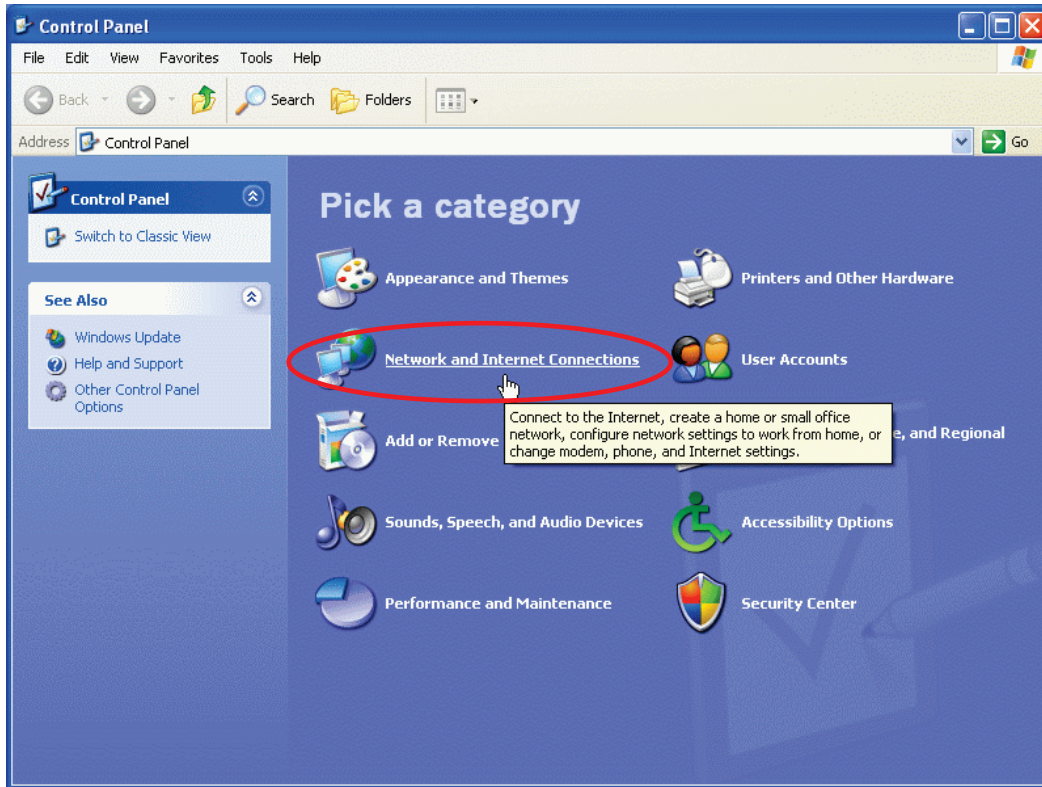 Control Panel
File Edit View Favorites Tools Help
Back Search Folders
Address Control Panel Go
Control Panel
Switch to Classic View
See Also
Windows Update
Help and Support
Other Control Panel
Options
Pick a category
Appearance and Themes
Printers and Other Hardware
Network and Internet Connections
User Accounts
Add or Remove
e, and Regional
Connect to the Internet, create a home or small office
network, configure network settings to work from home, or
change modem, phone, and Internet settings.
Sounds, Speech, and Audio Devices
Accessibility Options
Performance and Maintenance
Security Center